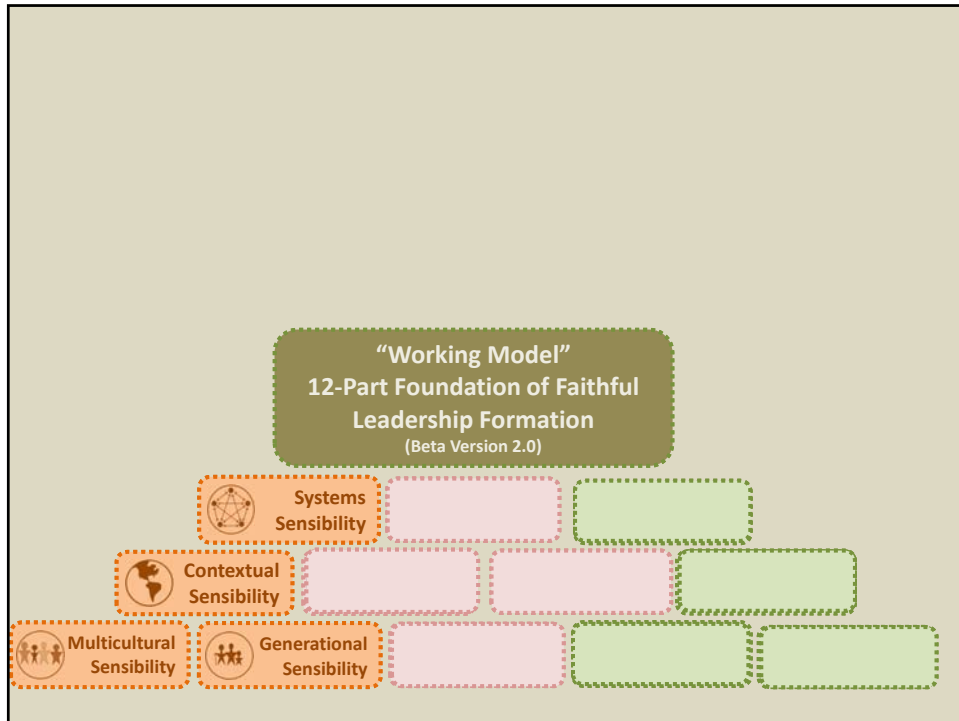 “Working Model”
12-Part Foundation of Faithful
Leadership Formation
(Beta Version 2.0)
Systems
Sensibility
Contextual
Sensibility
Multicultural
Sensibility
Generational
Sensibility